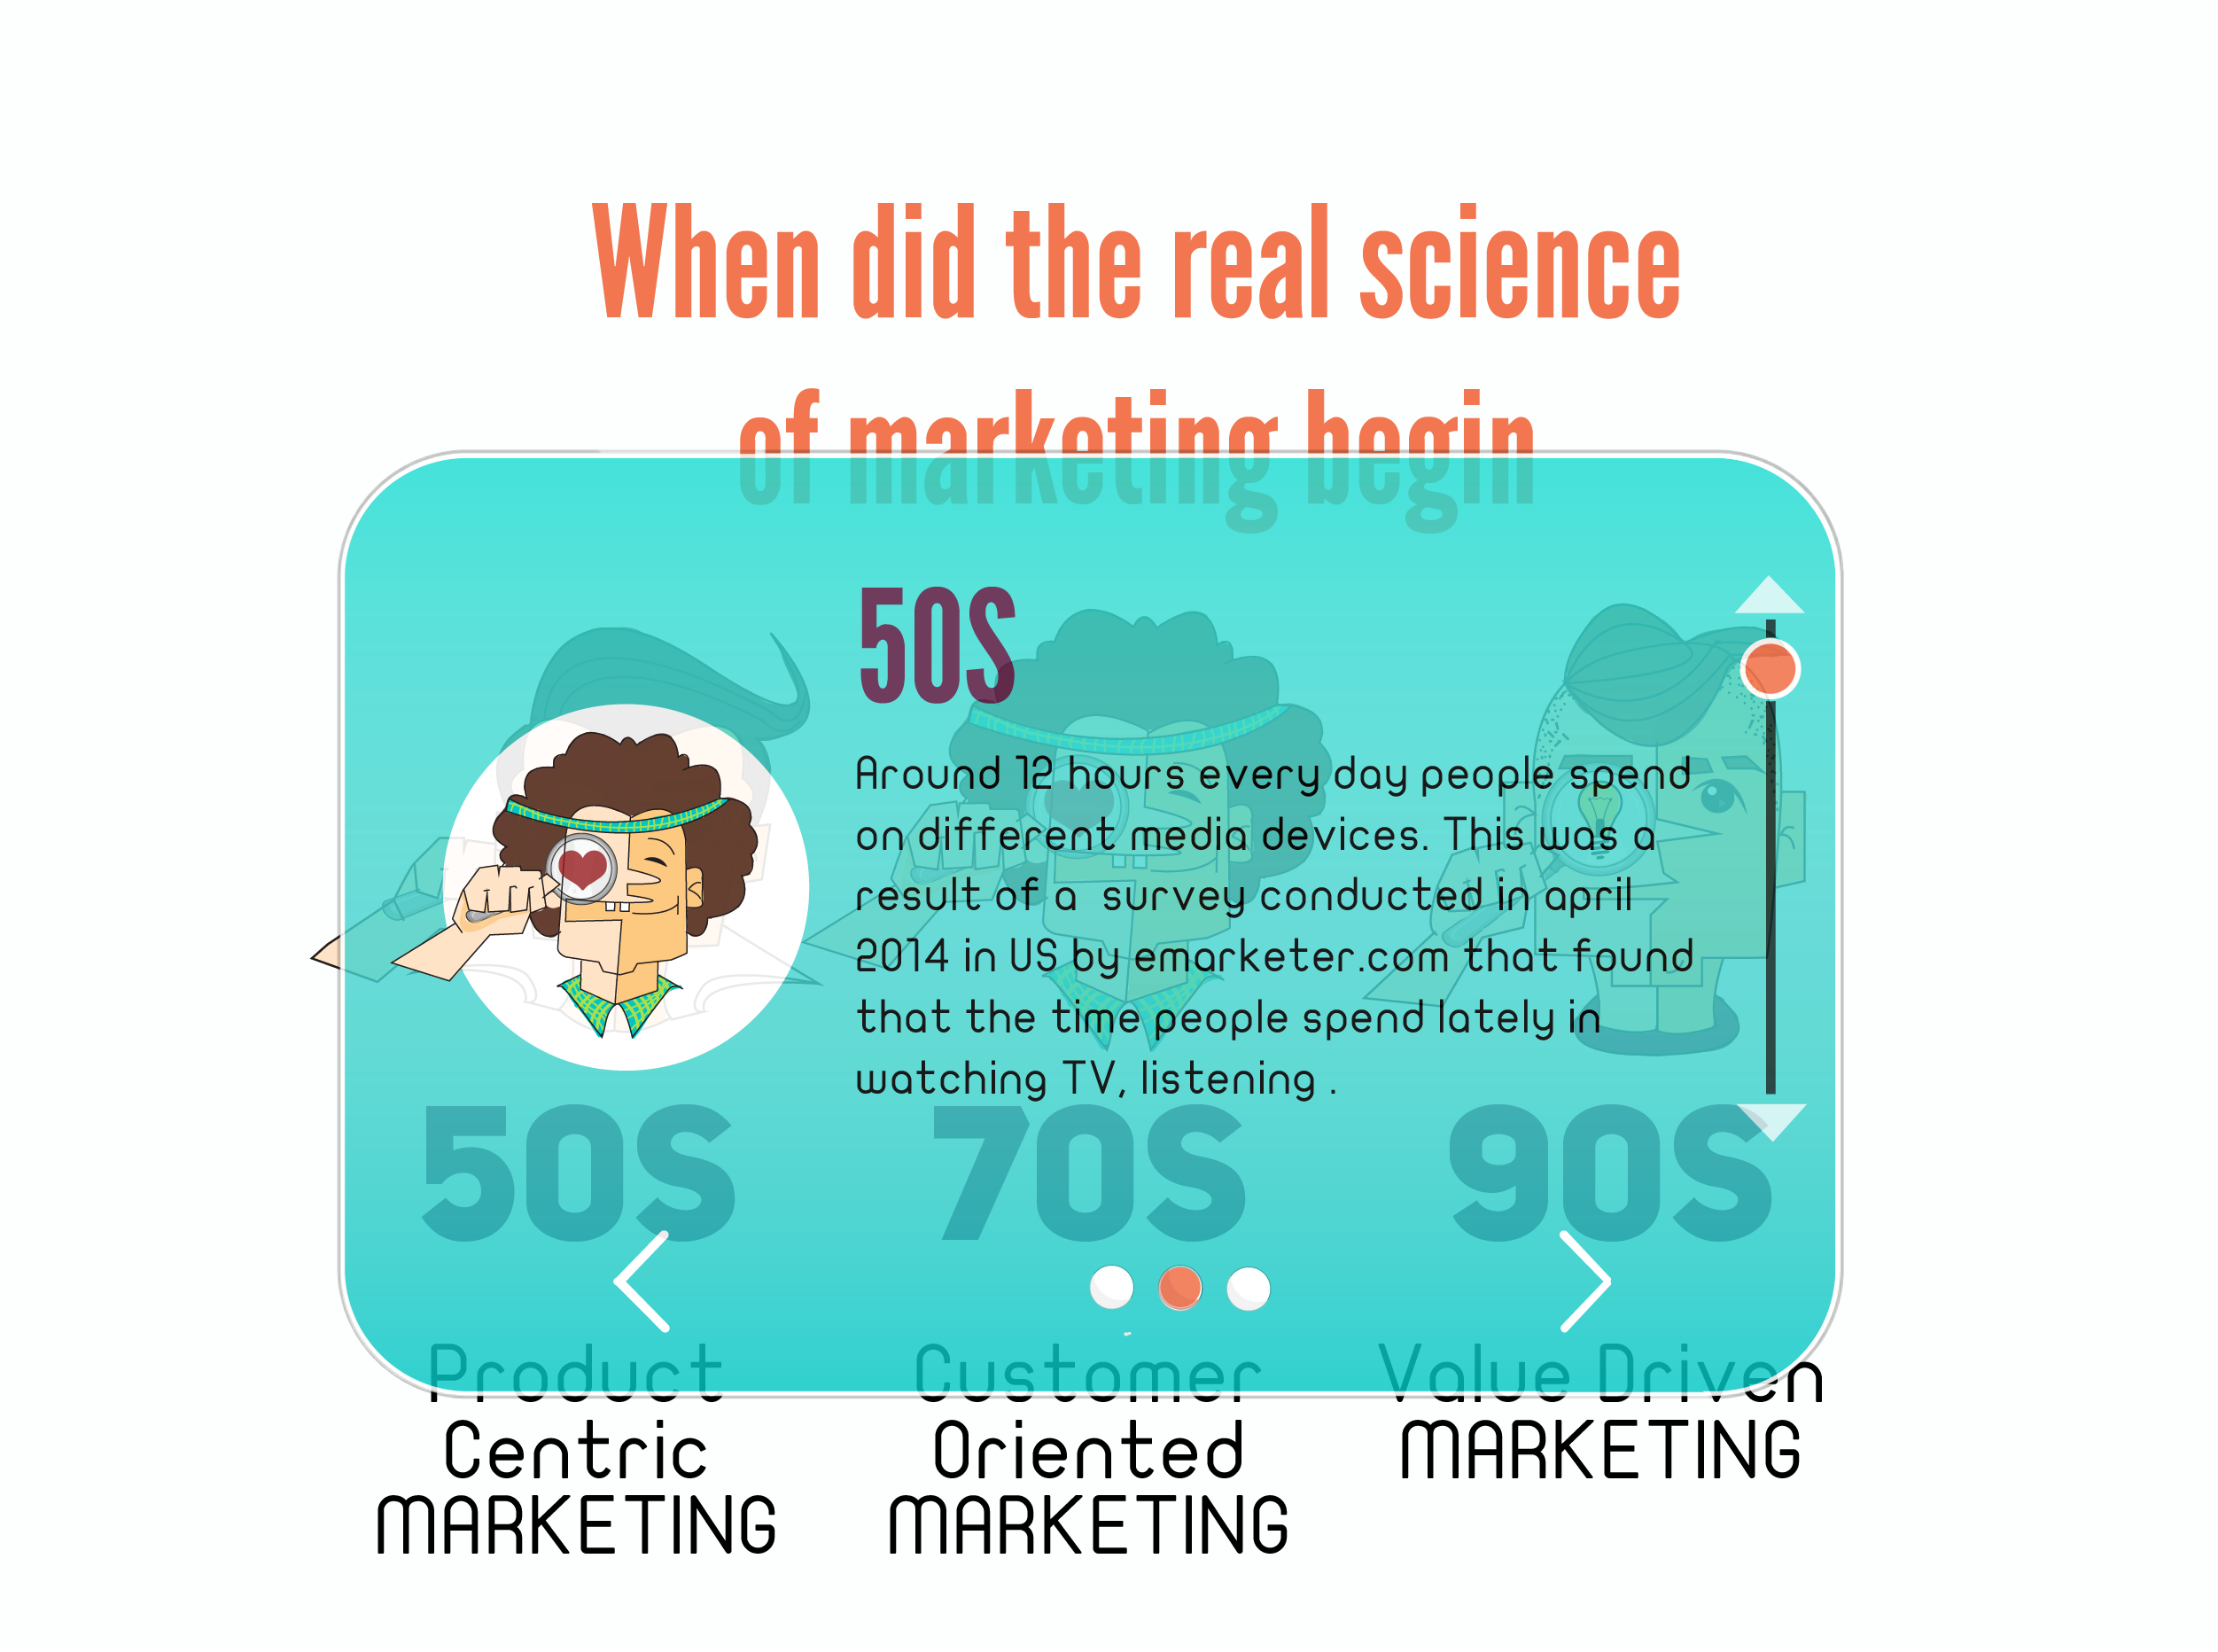 When did the real science
of marketing begin
50S
Around 12 hours every day people spend
on different media devices. This was a
result of a  survey conducted in april
2014 in US by emarketer.com that found
that the time people spend lately in
watching TV, listening .
50S
70S
90S
Product
Centric
MARKETING
Customer
Oriented
MARKETING
Value Driven
MARKETING